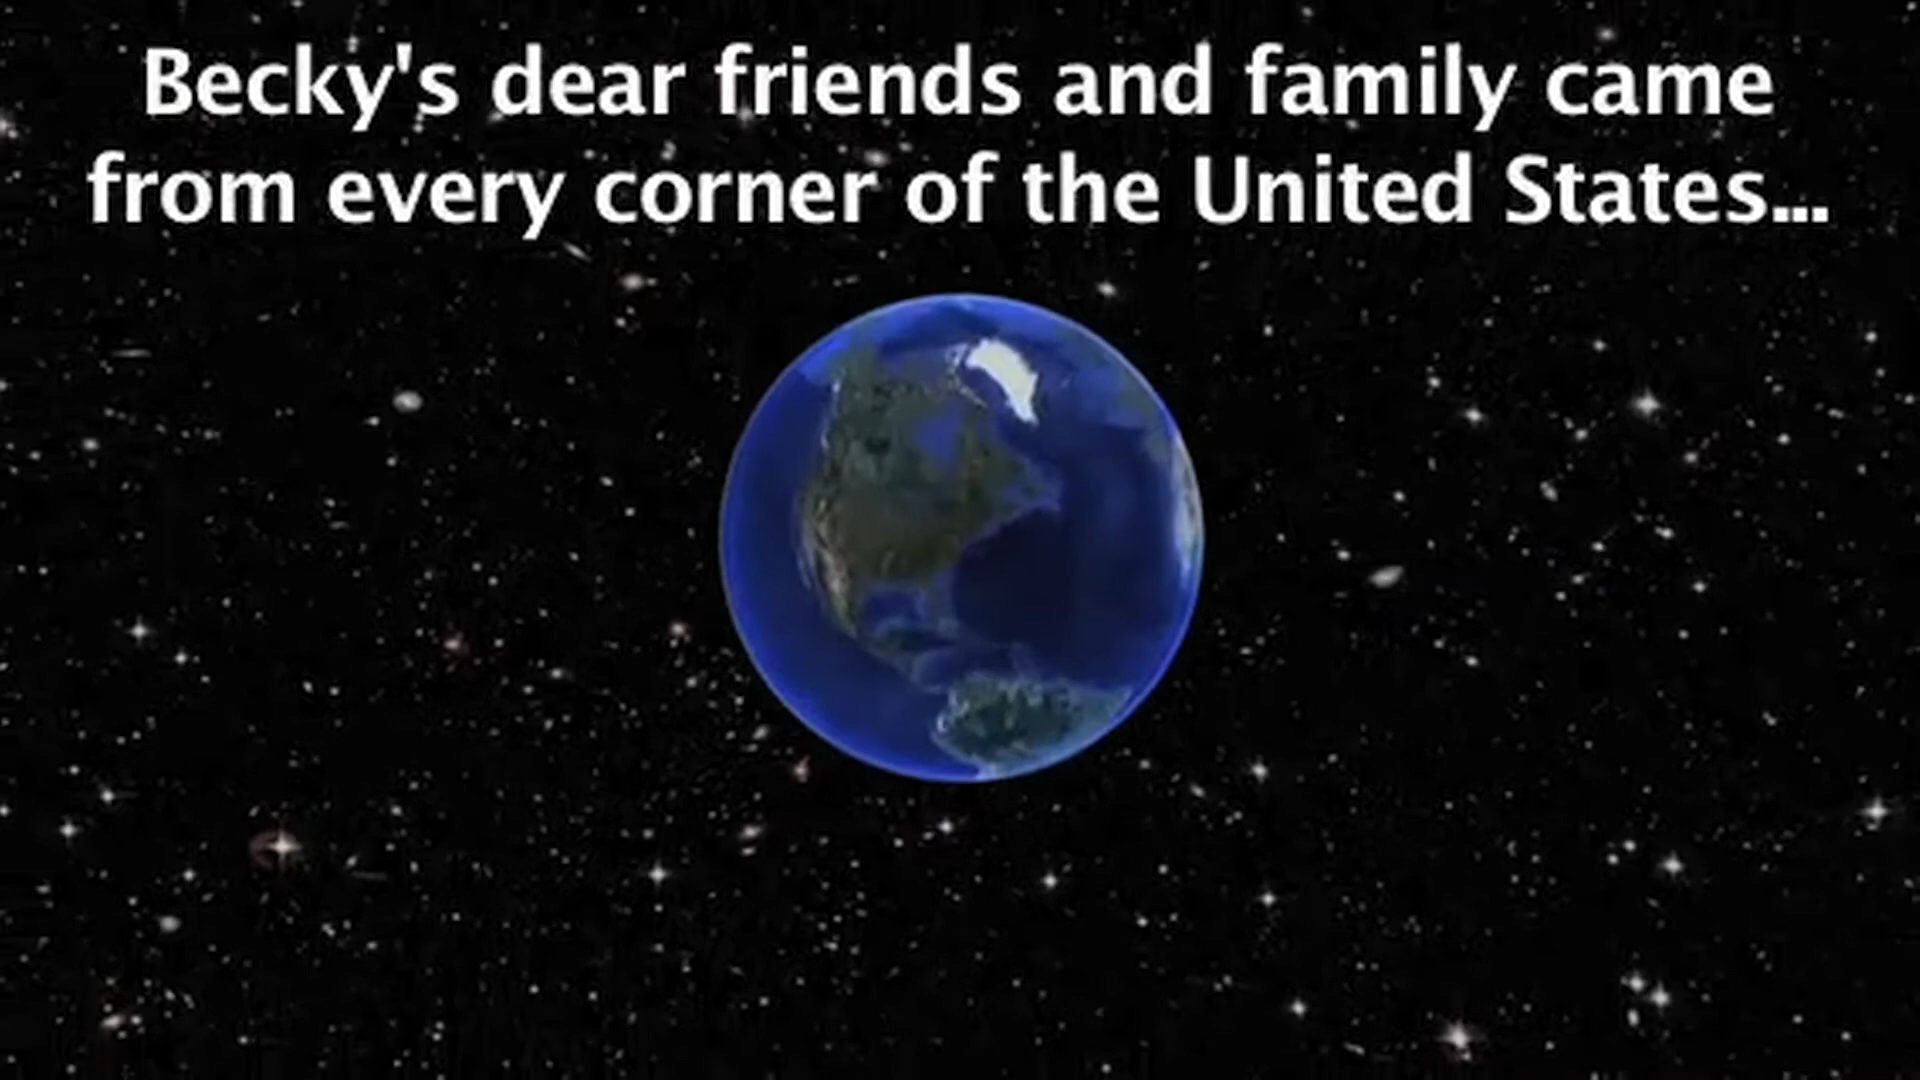 Becky's dear friends and family came
from every corner of the United States...